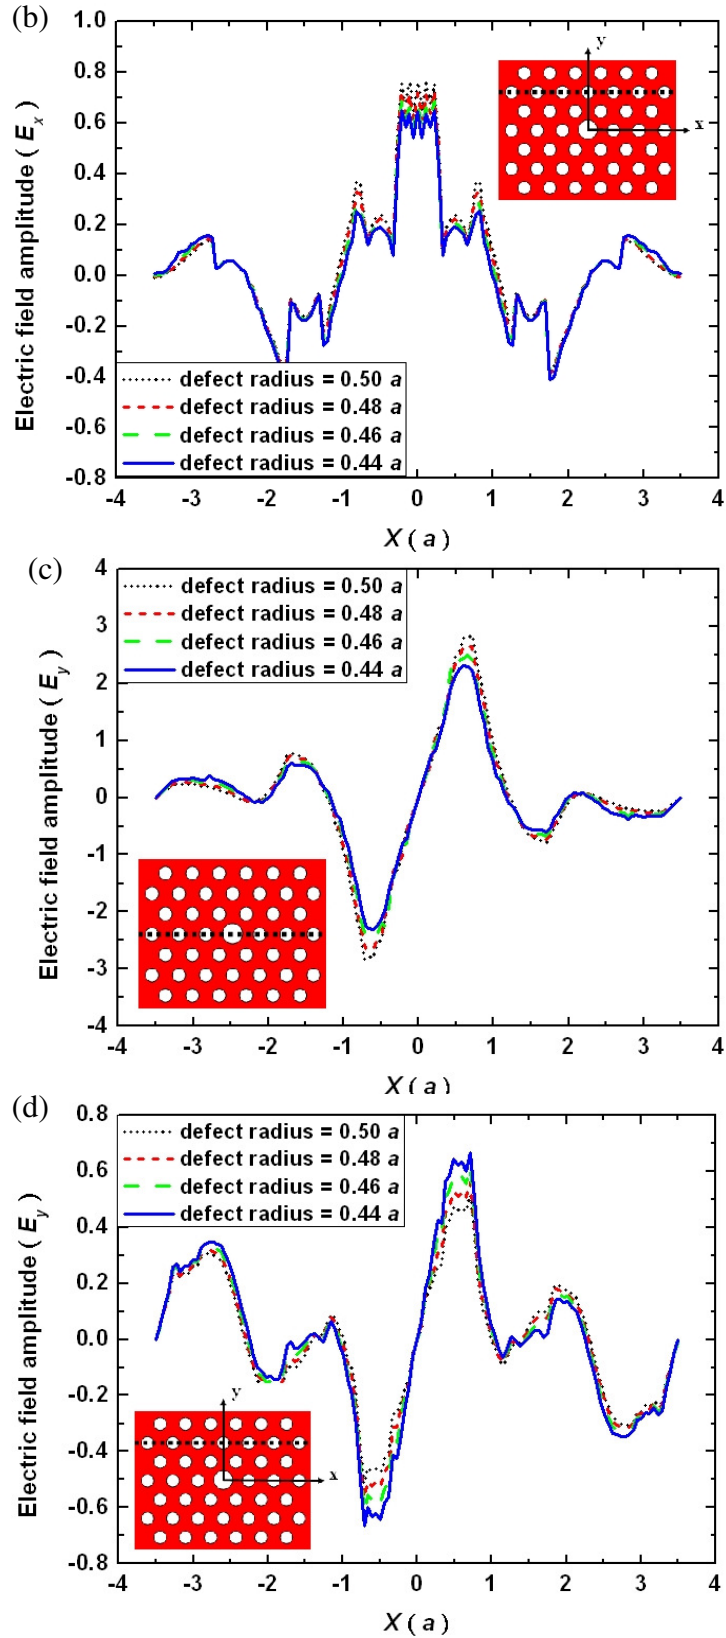 (b)
1.0
0.8
0.6
0.4
0.2
0.0
-0.2
-0.4
-0.6
-0.8
Electric field amplitude ( Ex )
y
x
defect radius = 0.50 a
defect radius = 0.48 a
defect radius = 0.46 a
defect radius = 0.44 a
-4 -3 -2 -1 0 1 2 3 4
X ( a )
(c)
4
3
2
1
0
-1
-2
-3
-4
Electric field amplitude ( Ey )
defect radius = 0.50 a
defect radius = 0.48 a
defect radius = 0.46 a
defect radius = 0.44 a
-4 -3 -2 -1 0 1 2 3 4
X ( a )
(d)
0.8
0.6
0.4
0.2
0.0
-0.2
-0.4
-0.6
-0.8
Electric field amplitude ( Ey )
defect radius = 0.50 a
defect radius = 0.48 a
defect radius = 0.46 a
defect radius = 0.44 a
y
x
-4 -3 -2 -1 0 1 2 3 4
X ( a )